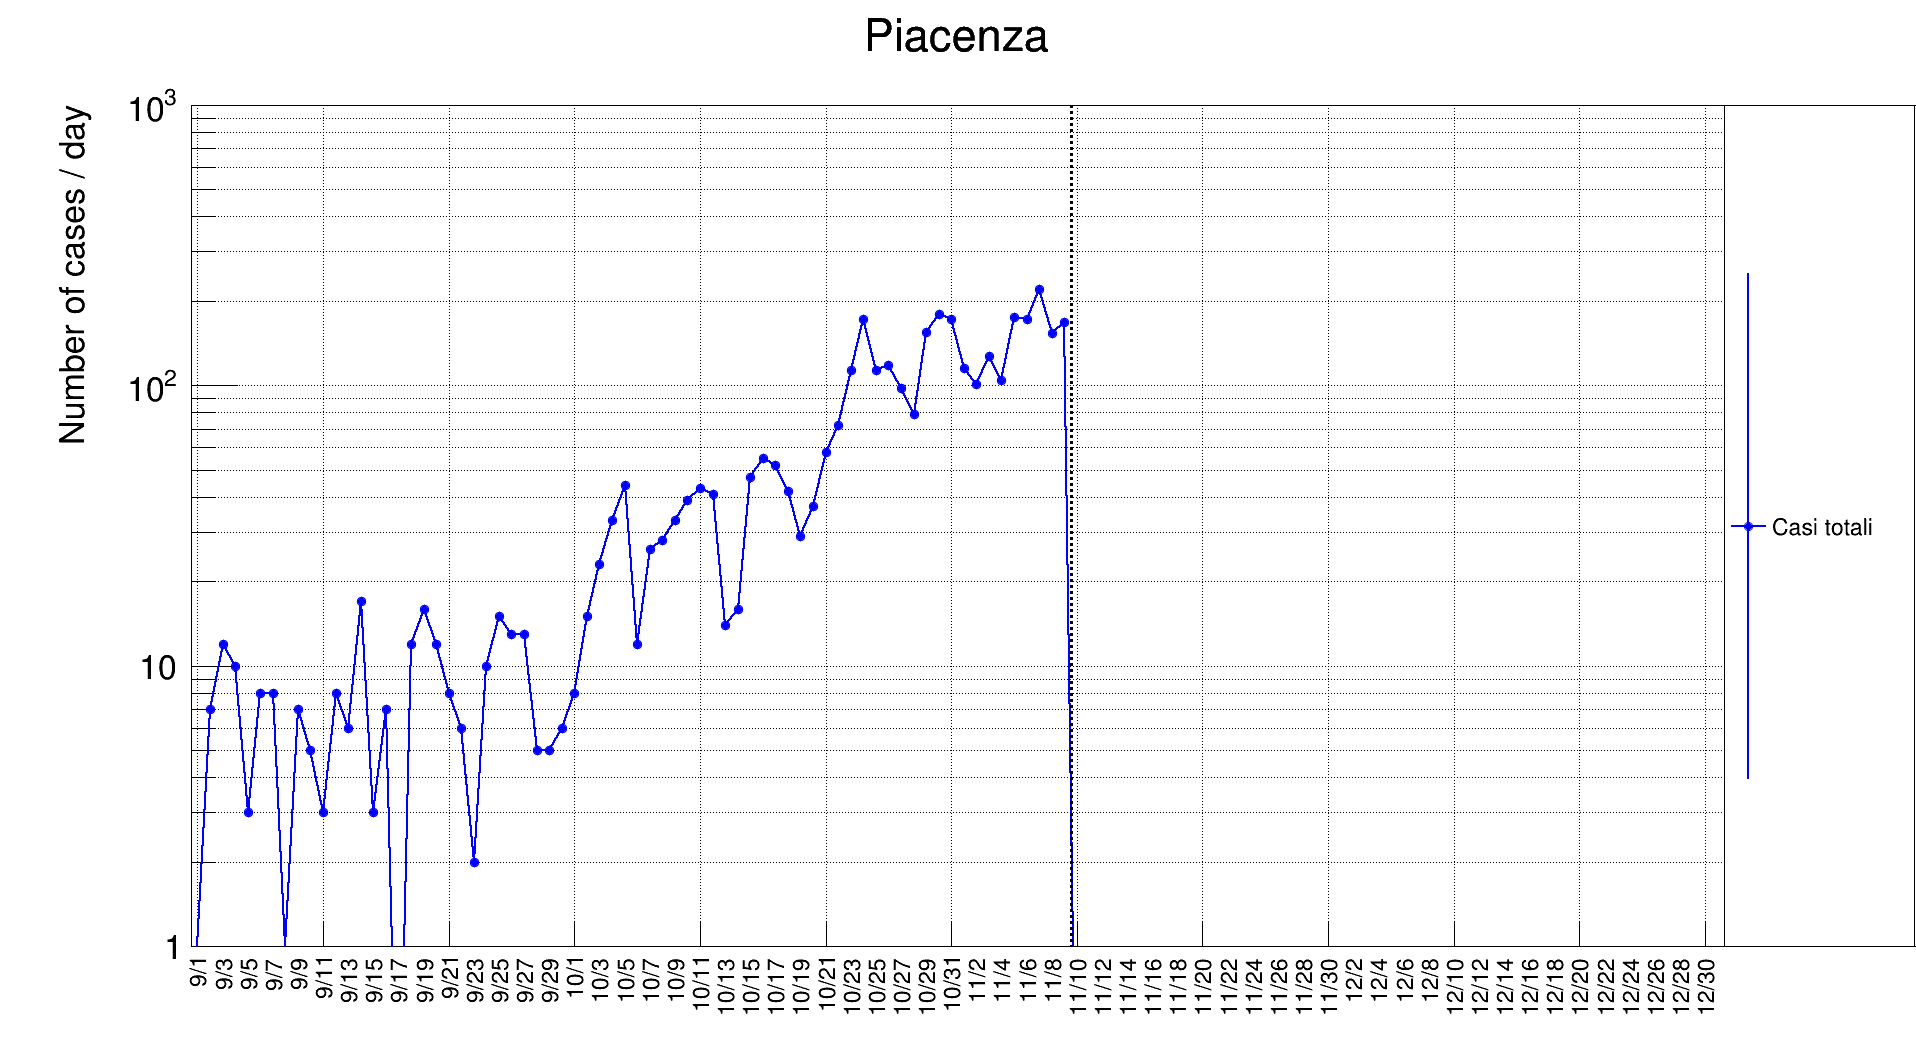 Piacenza
Number of cases / day
10³
10²
10
1
9/1 9/3 9/5 9/7 9/9 9/11 9/13 9/15 9/17 9/19 9/21 9/23 9/25 9/27 9/29 10/1 10/3 10/5 10/7 10/9 10/11 10/13 10/15 10/17 10/19 10/21 10/23 10/25 10/27 10/29 10/31 11/2 11/4 11/6 11/8 11/10 11/12 11/14 11/16 11/18 11/20 11/22 11/24 11/26 11/28 11/30 12/2 12/4 12/6 12/8 12/10 12/12 12/14 12/16 12/18 12/20 12/22 12/24 12/26 12/28 12/30
Casi totali